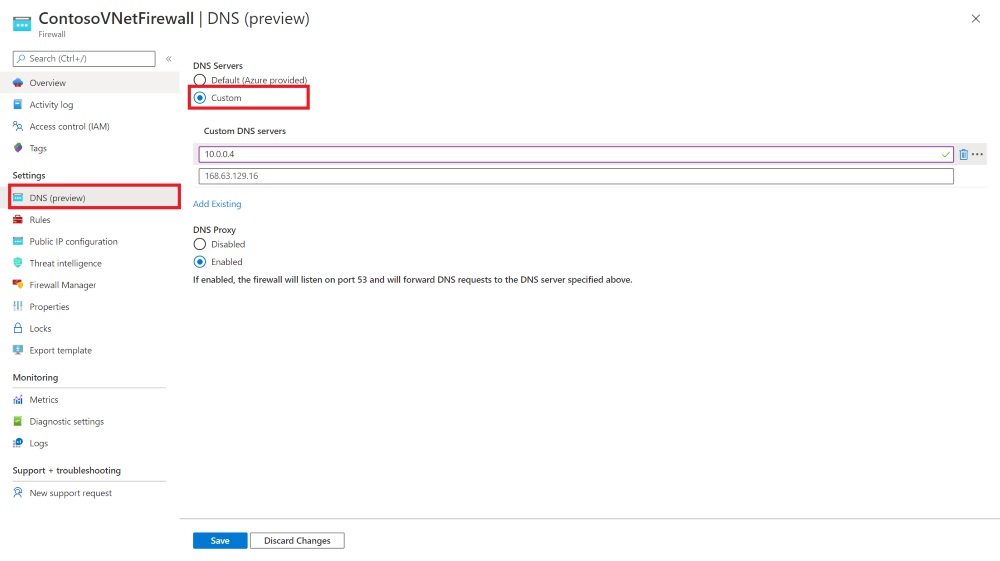 ContosoVNetFirewall | DNS (preview)
Firewall
Search (Ctrl+/)
«
Overview
Activity log
Access control (IAM)
Tags
Settings
DNS (preview)
Rules
Public IP configuration
Threat intelligence
Firewall Manager
Properties
Locks
Export template
Monitoring
Metrics
Diagnostic settings
Logs
Support + troubleshooting
New support request
DNS Servers
Default (Azure provided)
Custom
Custom DNS servers
10.0.0.4
168.63.129.16
Add Existing
DNS Proxy
Disabled
Enabled
If enabled, the firewall will listen on port 53 and will forward DNS requests to the DNS server specified above.
Save
Discard Changes